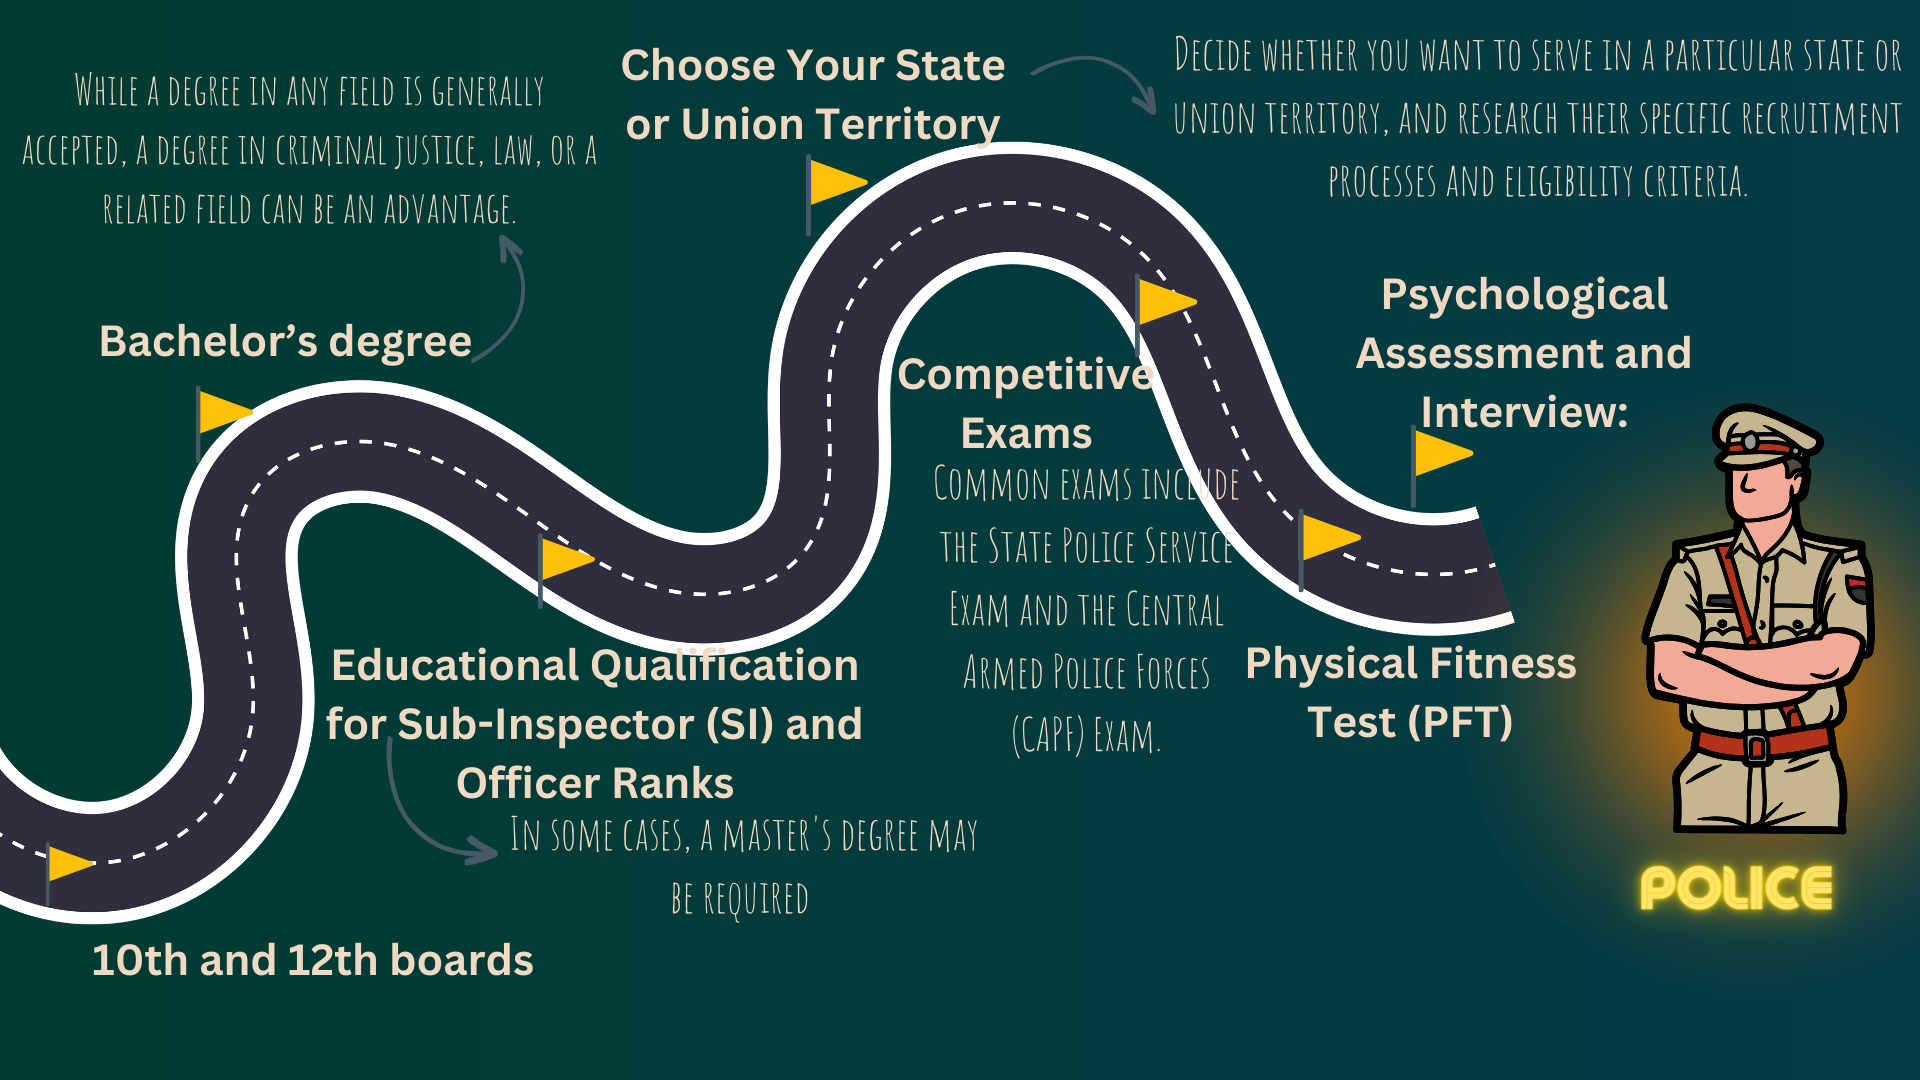 While a degree in any field is generally
accepted, a degree in criminal justice, law, or a
related field can be an advantage.
Bachelor’s degree
Choose Your State
or Union Territory
Decide whether you want to serve in a particular state or
union territory, and research their specific recruitment
processes and eligibility criteria.
Psychological
Assessment and
Interview:
Competitive
Exams
Common exams include
the State Police Service
Exam and the Central
Armed Police Forces
(CAPF) Exam.
Physical Fitness
Test (PFT)
Educational Qualification
for Sub-Inspector (SI) and
Officer Ranks
In some cases, a master's degree may
be required
10th and 12th boards
POLICE